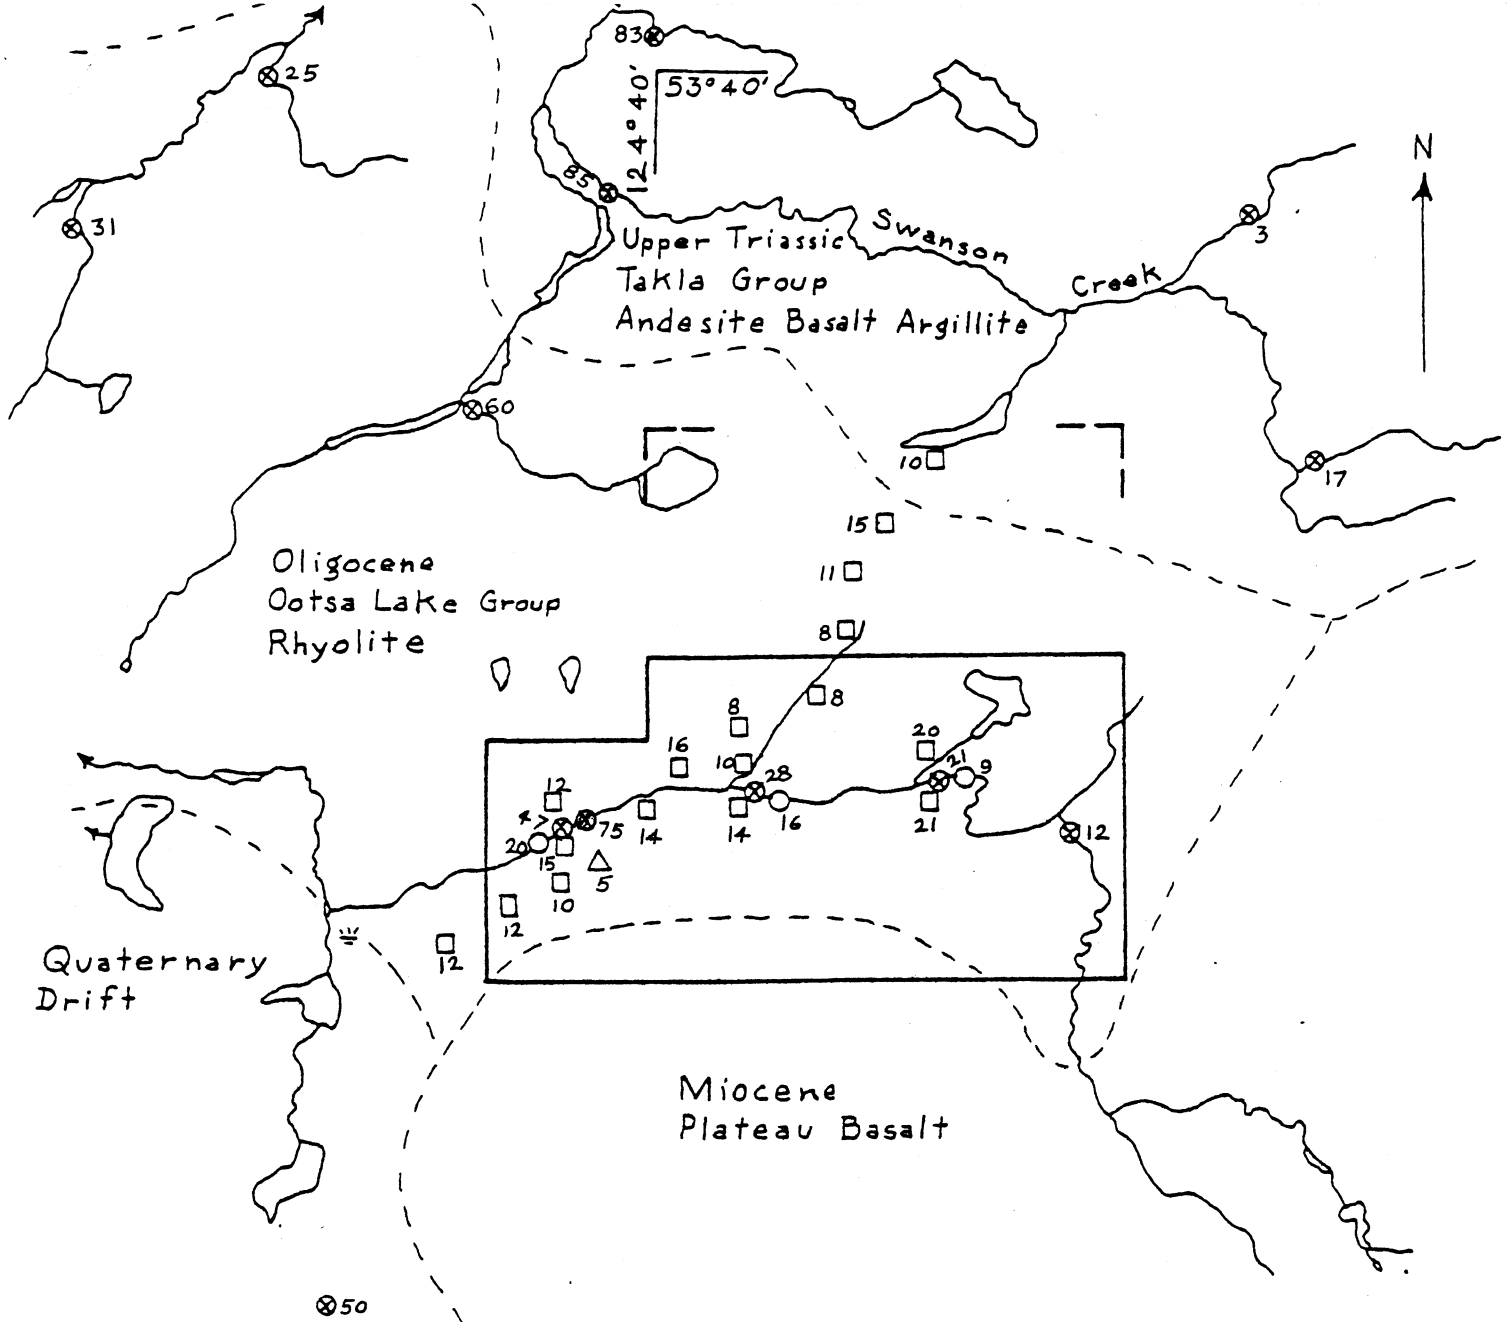 83
25
53° 40'
124° 40'
N
85
31
3
Swanson
Creek
Upper Triassic
Takla Group
Andesite Basalt Argillite
60
10
17
15
11
Oligocene
Ootsa Lake Group
Rhyolite
8
8
8
16
10
20
28
21
9
12
4
75
14
14
16
21
12
20
15
5
10
12
12
Quaternary
Drift
Miocene
Plateau Basalt
50